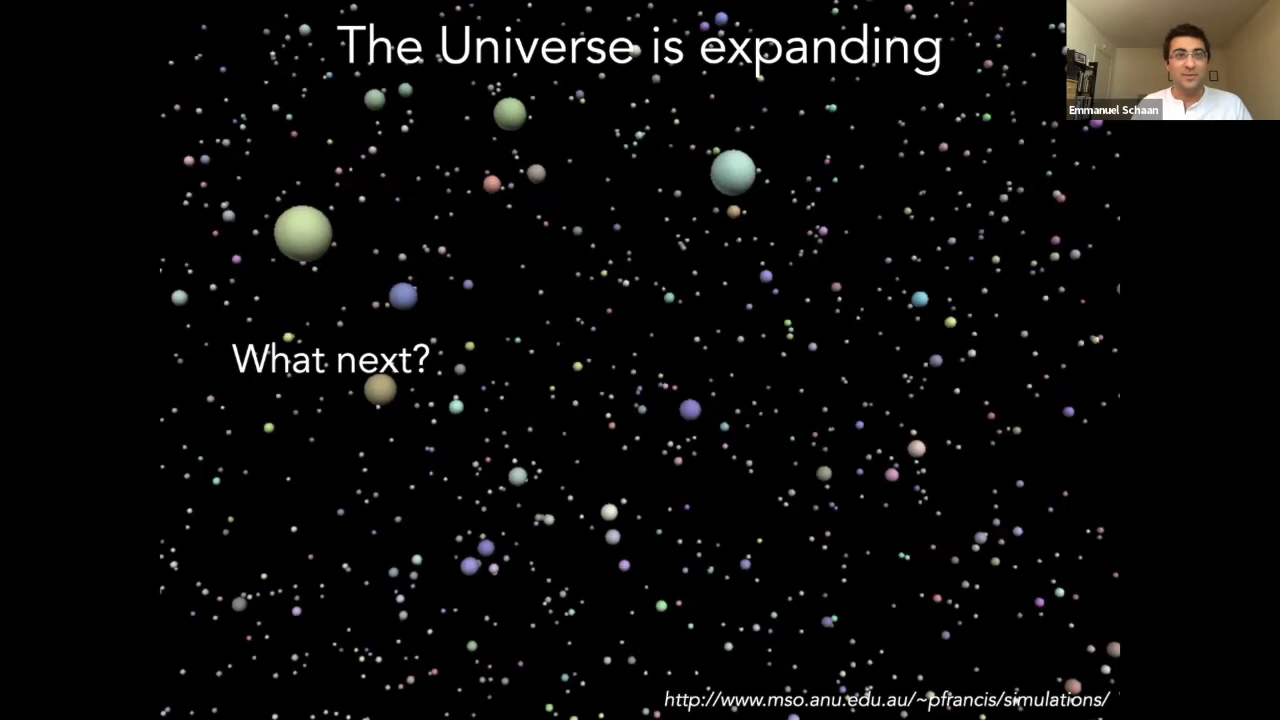 The Universe is expanding
Emmanuel Schaan
What next?
http://www.mso.anu.edu.au/~pfrancis/simulations/